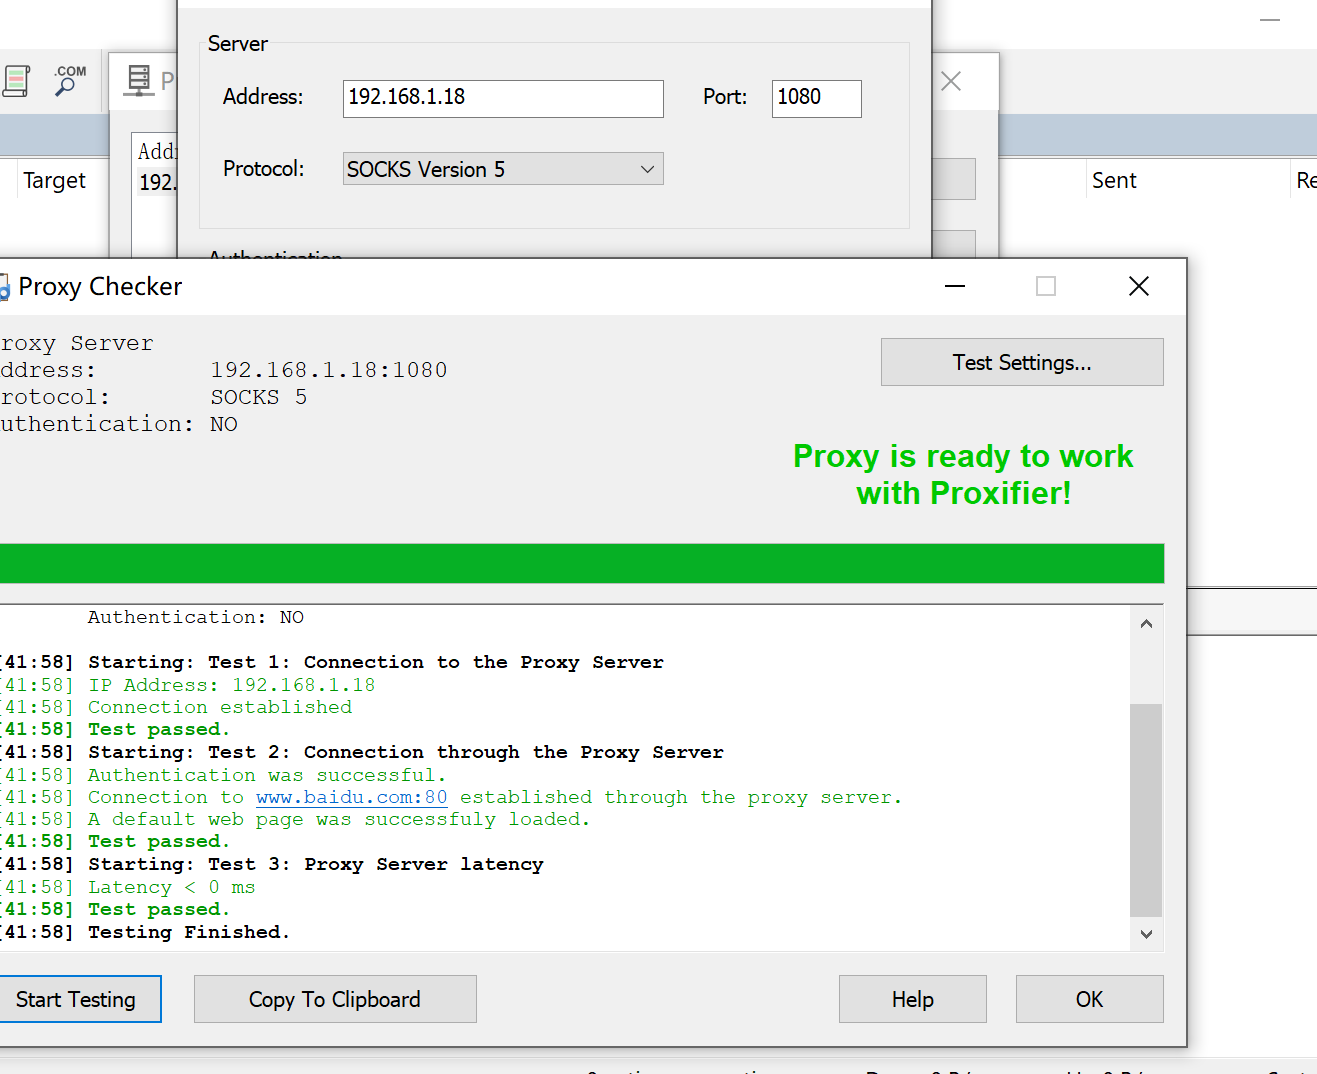 Server
.COM
P
Address:
192.168.1.18
Port:
1080
Protocol:
SOCKS Version 5
Target
192.
Sent
Proxy Checker
roxy Server
ddress: 192.168.1.18:1080
rotocol: SOCKS 5
uthentication: NO
Test Settings...
Proxy is ready to work
with Proxifier!
Authentication: NO
[41:58] Starting: Test 1: Connection to the Proxy Server
[41:58] IP Address: 192.168.1.18
[41:58] Connection established
[41:58] Test passed.
[41:58] Starting: Test 2: Connection through the Proxy Server
[41:58] Authentication was successful.
[41:58] Connection to www.baidu.com:80 established through the proxy server.
[41:58] A default web page was successfuly loaded.
[41:58] Test passed.
[41:58] Starting: Test 3: Proxy Server latency
[41:58] Latency < 0 ms
[41:58] Test passed.
[41:58] Testing Finished.
Start Testing
Copy To Clipboard
Help
OK